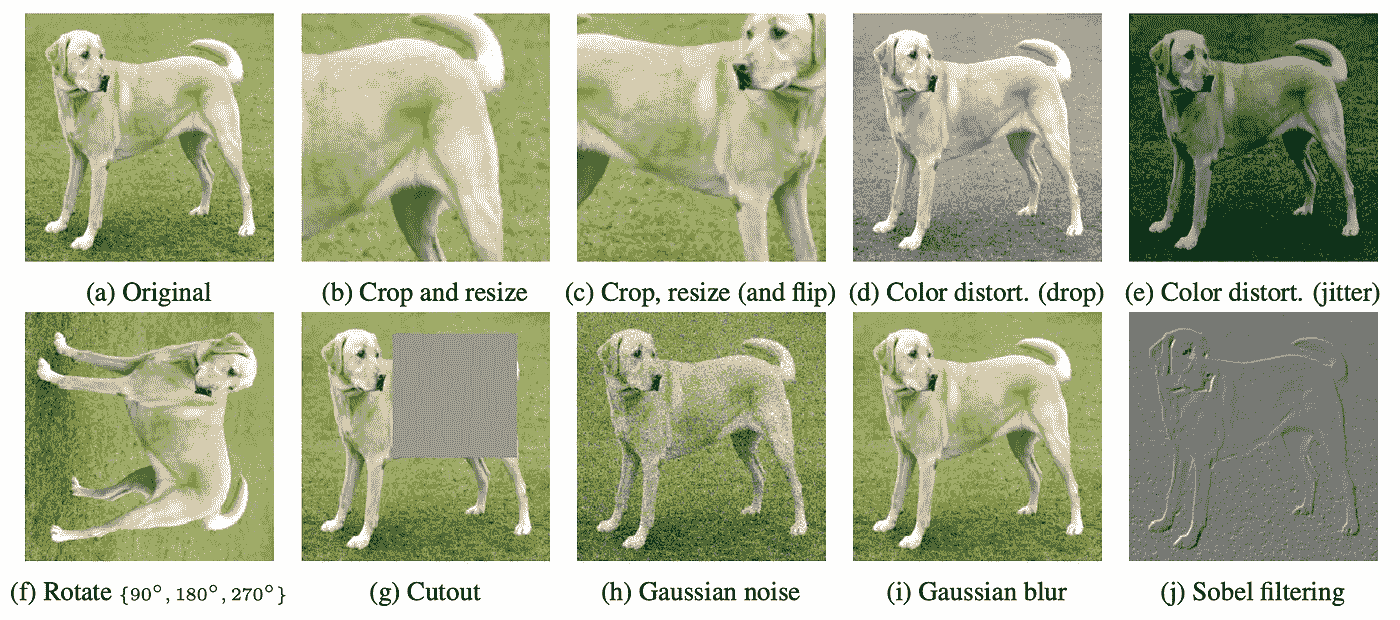 (a) Original
(b) Crop and resize
(c) Crop, resize (and flip)
(d) Color distort. (drop)
(e) Color distort. (jitter)
(f) Rotate {90°, 180°, 270°}
(g) Cutout
(h) Gaussian noise
(i) Gaussian blur
(j) Sobel filtering